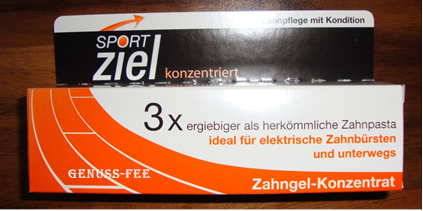 Zahnpflege mit Kondition
SPORT
ziel
konzentriert
3x ergiebiger als herkömmliche Zahnpasta
ideal für elektrische Zahnbürsten
und unterwegs
GENUSS-FEE
Zahngel-Konzentrat